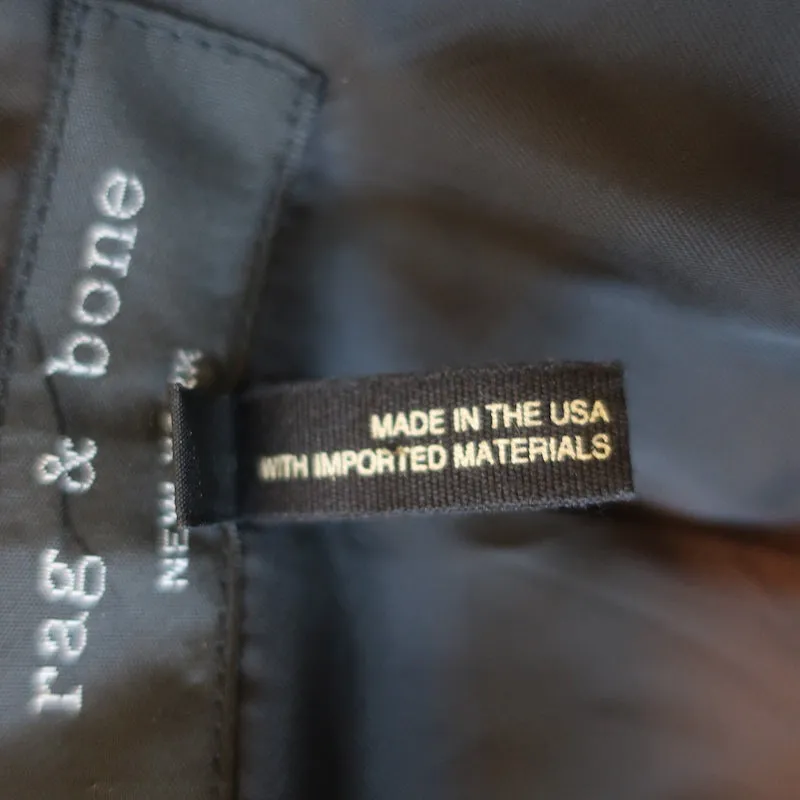 rag & bone
NEW
MADE IN THE USA
WITH IMPORTED MATERIALS